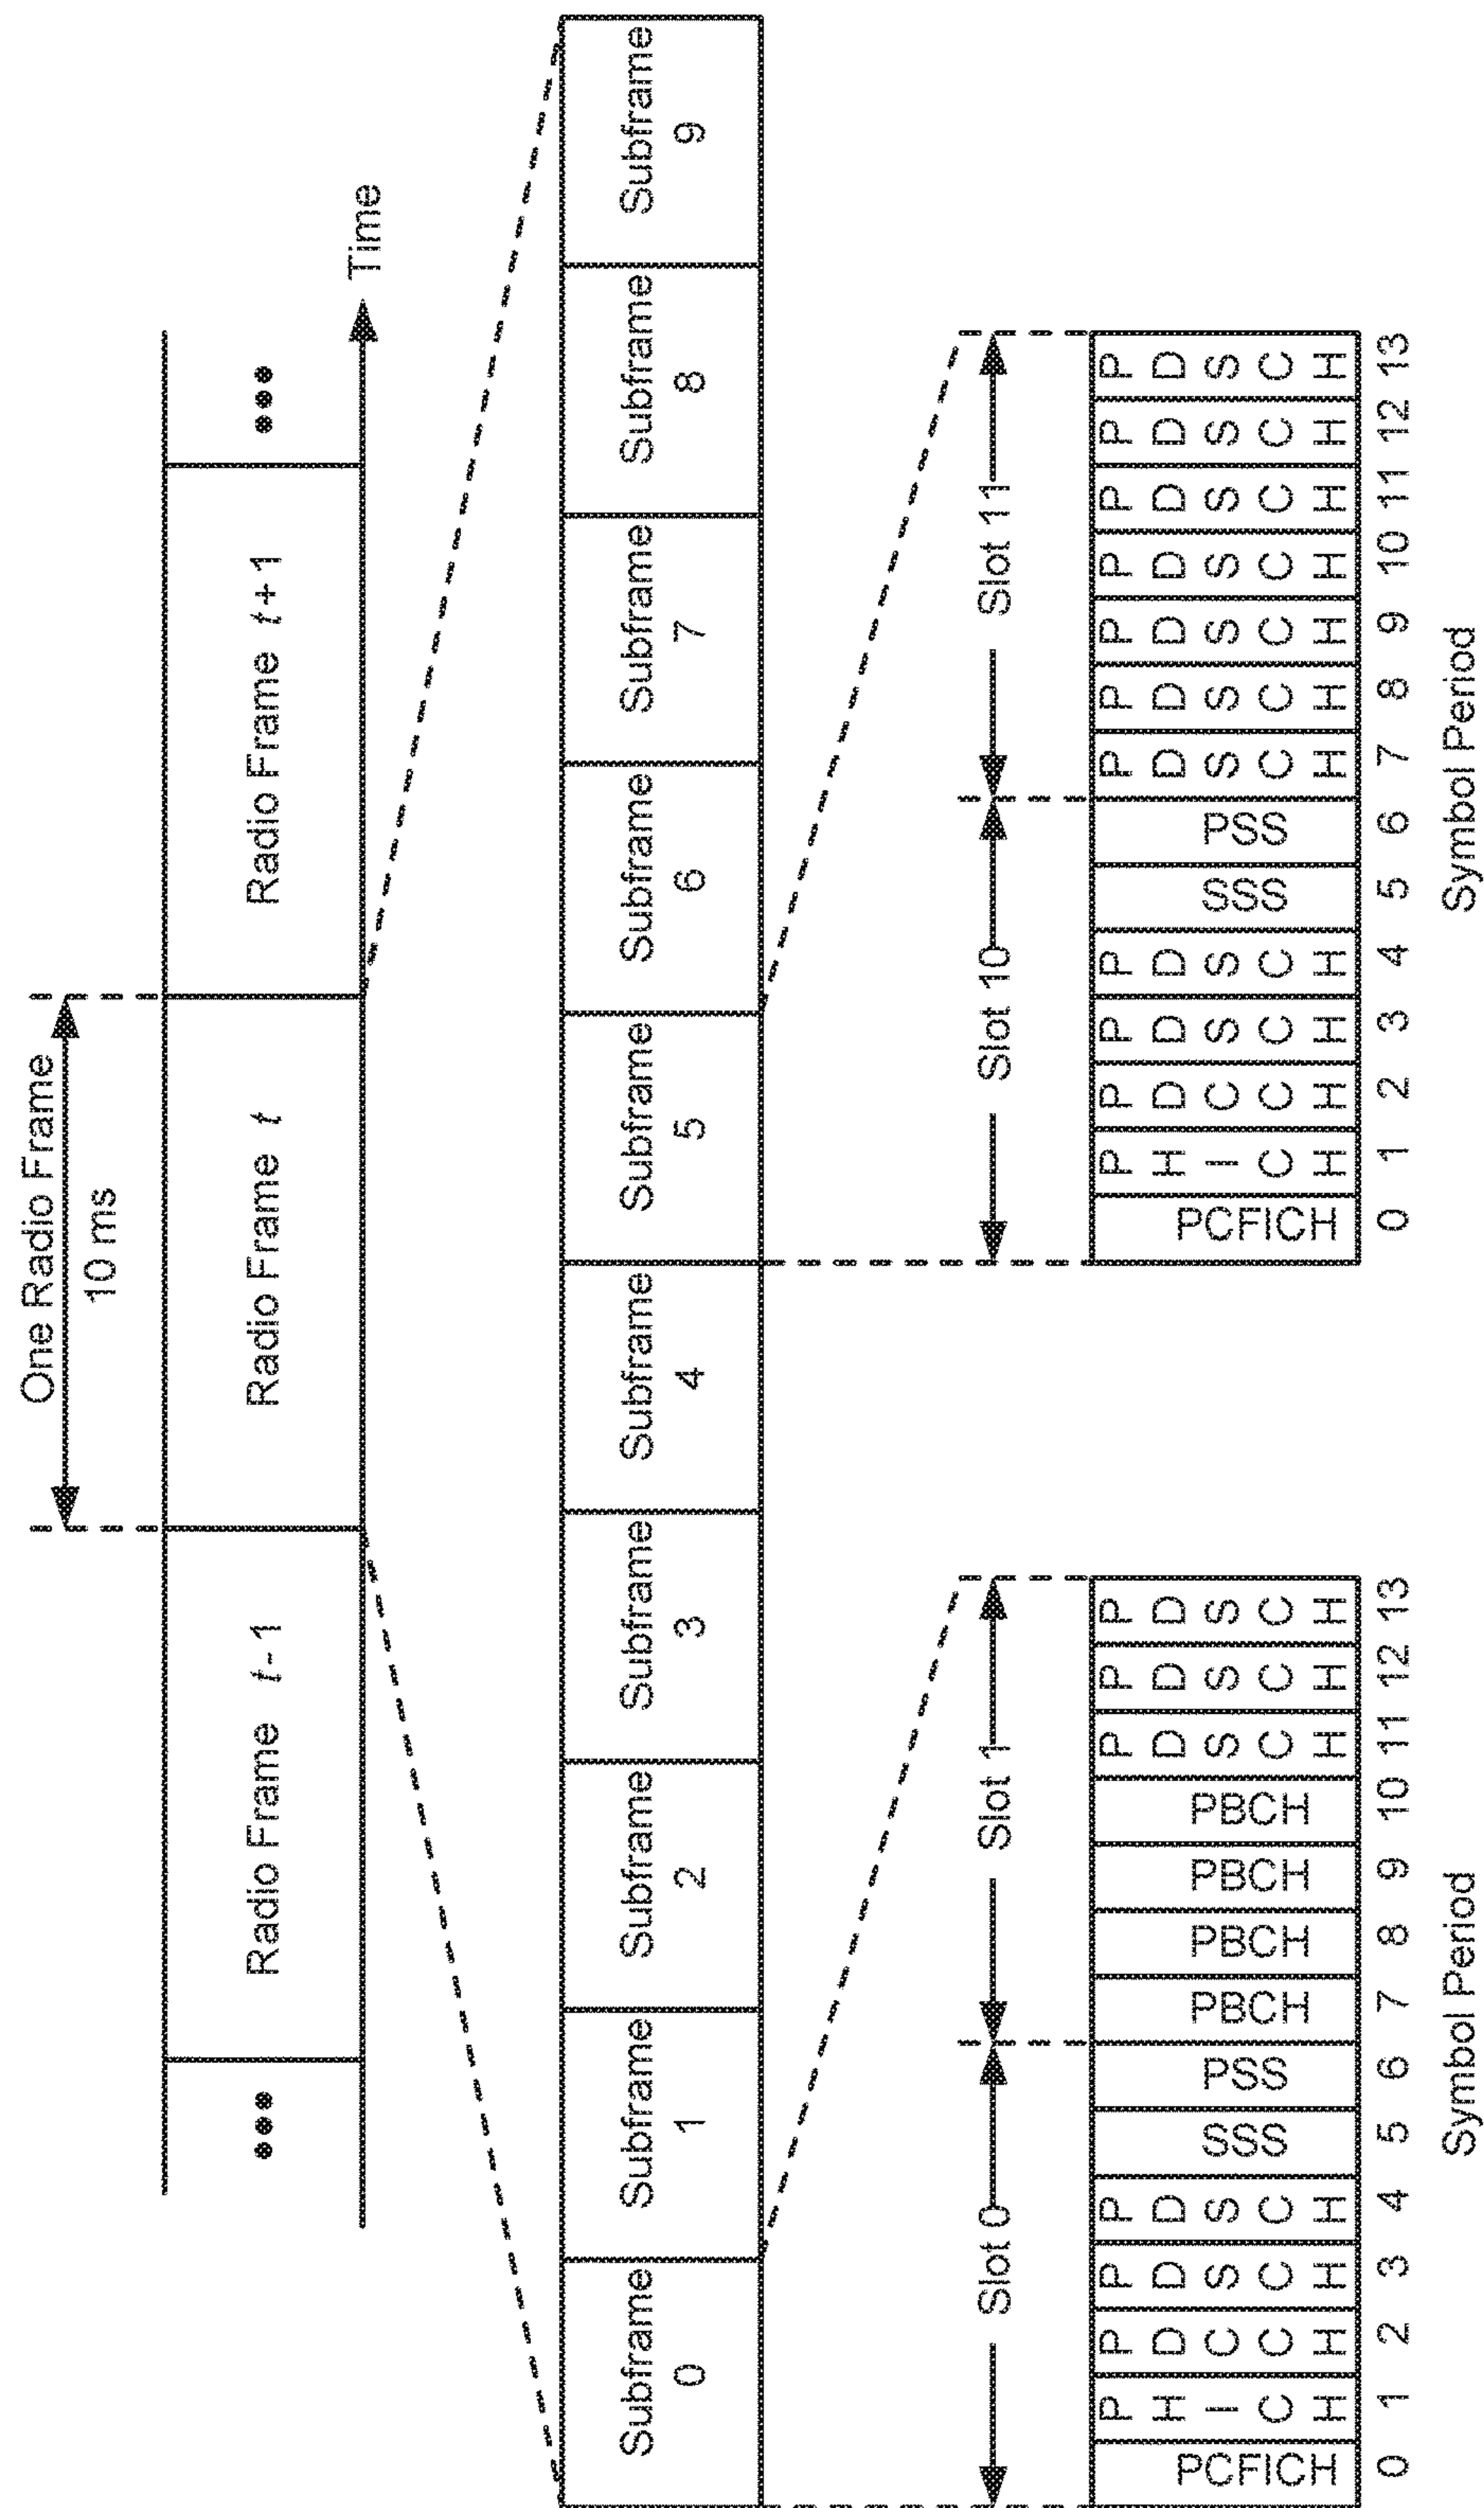 One Radio Frame
10 ms
••• Radio Frame t-1 Radio Frame t Radio Frame t+1 •••
Time
Subframe 0 Subframe 1 Subframe 2 Subframe 3 Subframe 4 Subframe 5 Subframe 6 Subframe 7 Subframe 8 Subframe 9
Slot 0 Slot 1
PCFICH PHICH PDCCH PDSCH PDSCH SSS PSS PBCH PBCH PBCH PBCH PDSCH PDSCH PDSCH
0 1 2 3 4 5 6 7 8 9 10 11 12 13
Symbol Period
Slot 10 Slot 11
PCFICH PHICH PDCCH PDSCH PDSCH SSS PSS PDSCH PDSCH PDSCH PDSCH PDSCH PDSCH PDSCH
0 1 2 3 4 5 6 7 8 9 10 11 12 13
Symbol Period